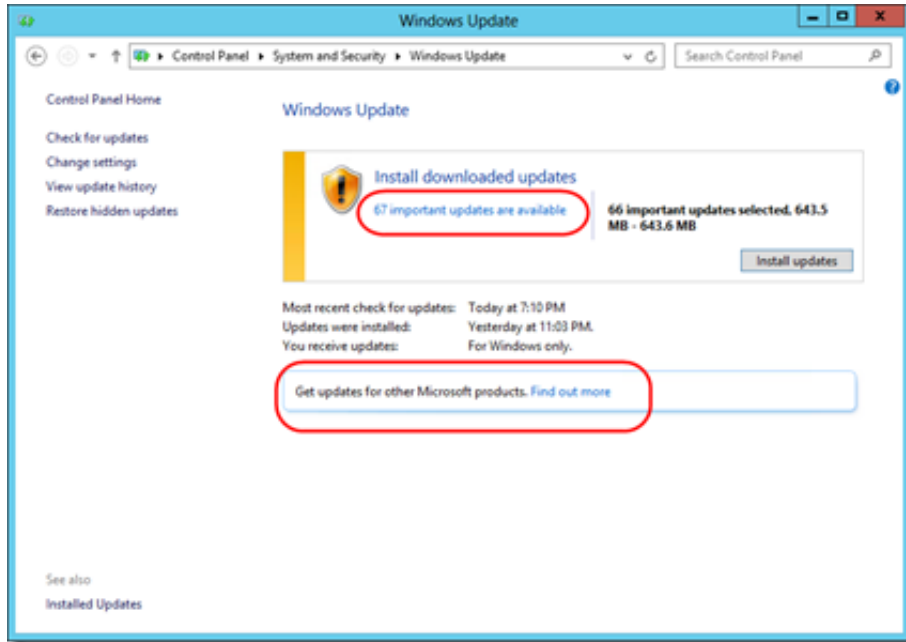 Windows Update
Control Panel ▸ System and Security ▸ Windows Update
Search Control Panel
Control Panel Home
Check for updates
Change settings
View update history
Restore hidden updates
Windows Update
Install downloaded updates
67 important updates are available
66 important updates selected, 643.5
MB - 643.6 MB
Install updates
Most recent check for updates: Today at 7:10 PM
Updates were installed: Yesterday at 11:03 PM.
You receive updates: For Windows only.
Get updates for other Microsoft products. Find out more
See also
Installed Updates